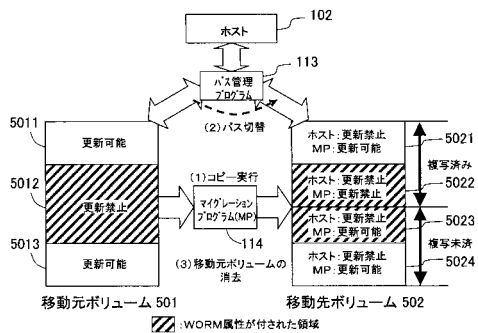 102
ホスト
113
パス管理
プログラム
(2)パス切替
5011
更新可能
5012
更新禁止
5013
更新可能
(1)コピー実行
マイグレーション
プログラム(MP)
114
(3)移動元ボリュームの
消去
ホスト:更新禁止
MP:更新可能
5021
ホスト:更新禁止
MP:更新禁止
5022
複写済み
ホスト:更新禁止
MP:更新可能
5023
ホスト:更新禁止
MP:更新可能
5024
複写未済
移動元ボリューム 501
移動先ボリューム 502
:WORM属性が付された領域